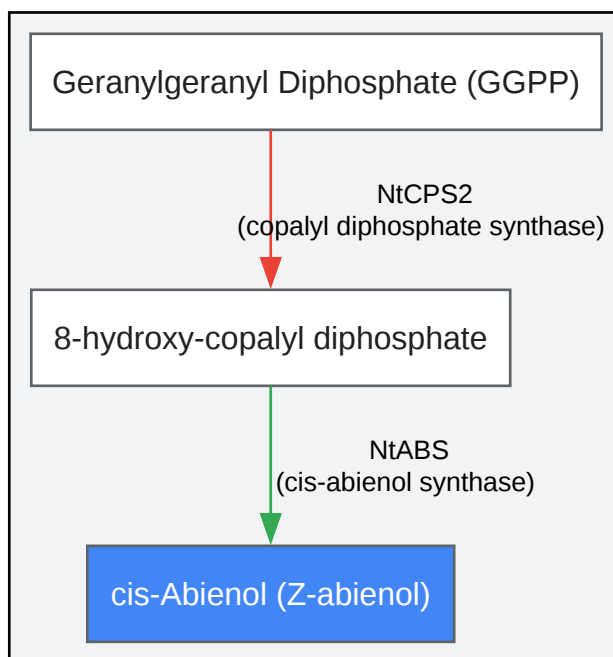 Geranylgeranyl Diphosphate (GGPP)
NtCPS2
(copalyl diphosphate synthase)
8-hydroxy-copalyl diphosphate
NtABS
(cis-abienol synthase)
cis-Abienol (Z-abienol)